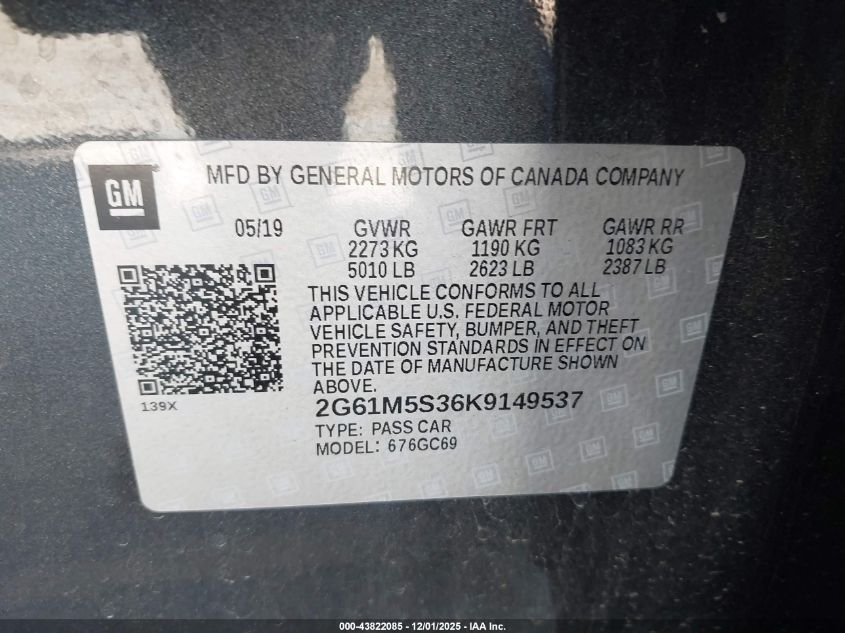 GM
MFD BY GENERAL MOTORS OF CANADA COMPANY
05/19 GVWR GAWR FRT GAWR RR
2273 KG 1190 KG 1083 KG
5010 LB 2623 LB 2387 LB
THIS VEHICLE CONFORMS TO ALL
APPLICABLE U.S. FEDERAL MOTOR
VEHICLE SAFETY, BUMPER, AND THEFT
PREVENTION STANDARDS IN EFFECT ON
THE DATE OF MANUFACTURE SHOWN
ABOVE.
139X
2G61M5S36K9149537
TYPE: PASS CAR
MODEL: 676GC69
000-43822085 - 12/01/2025 - IAA Inc.